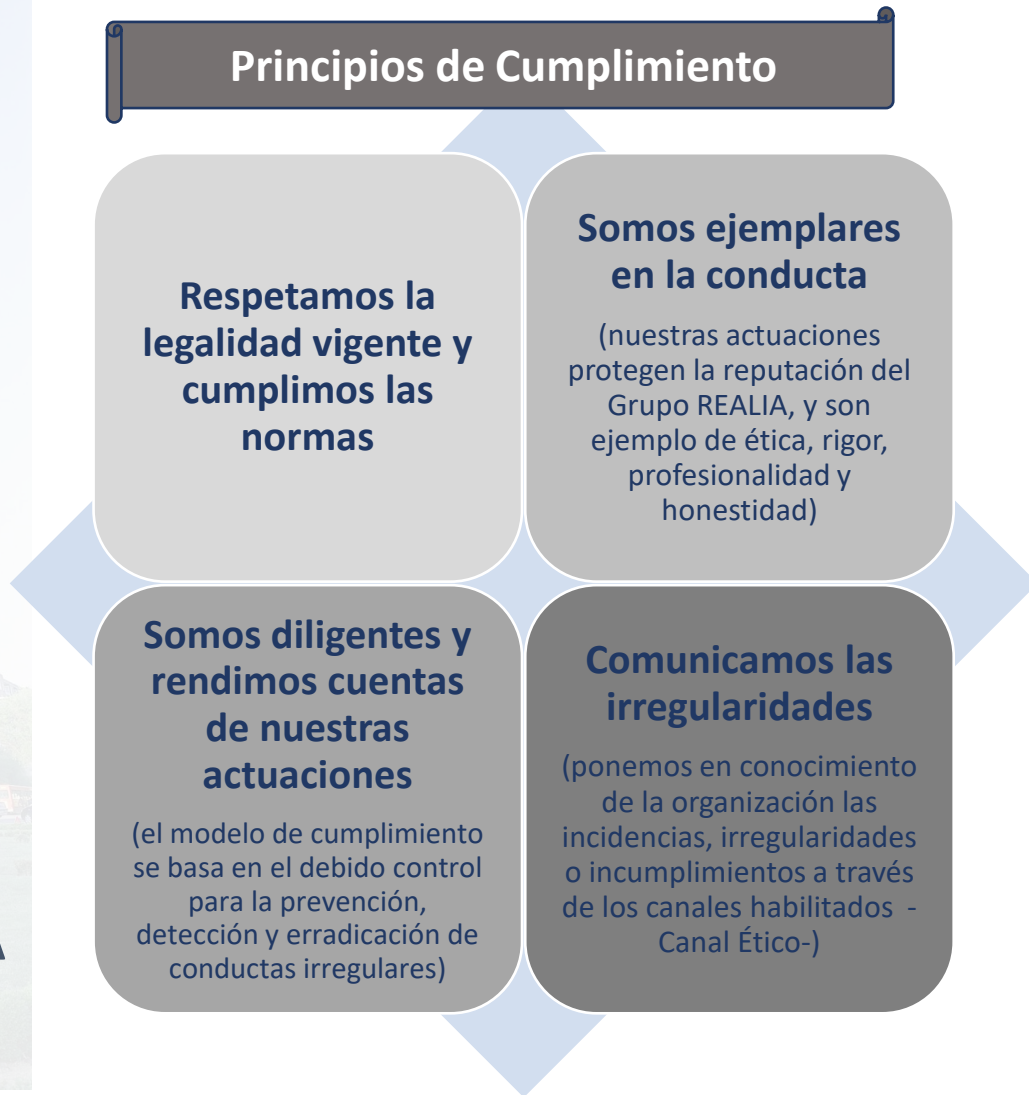 Principios de Cumplimiento
Respetamos la
legalidad vigente y
cumplimos las
normas
Somos ejemplares
en la conducta
(nuestras actuaciones
protegen la reputación del
Grupo REALIA, y son
ejemplo de ética, rigor,
profesionalidad y
honestidad)
Somos diligentes y
rendimos cuentas
de nuestras
actuaciones
(el modelo de cumplimiento
se basa en el debido control
para la prevención,
detección y erradicación de
conductas irregulares)
Comunicamos las
irregularidades
(ponemos en conocimiento
de la organización las
incidencias, irregularidades
o incumplimientos a través
de los canales habilitados -
Canal Ético-)